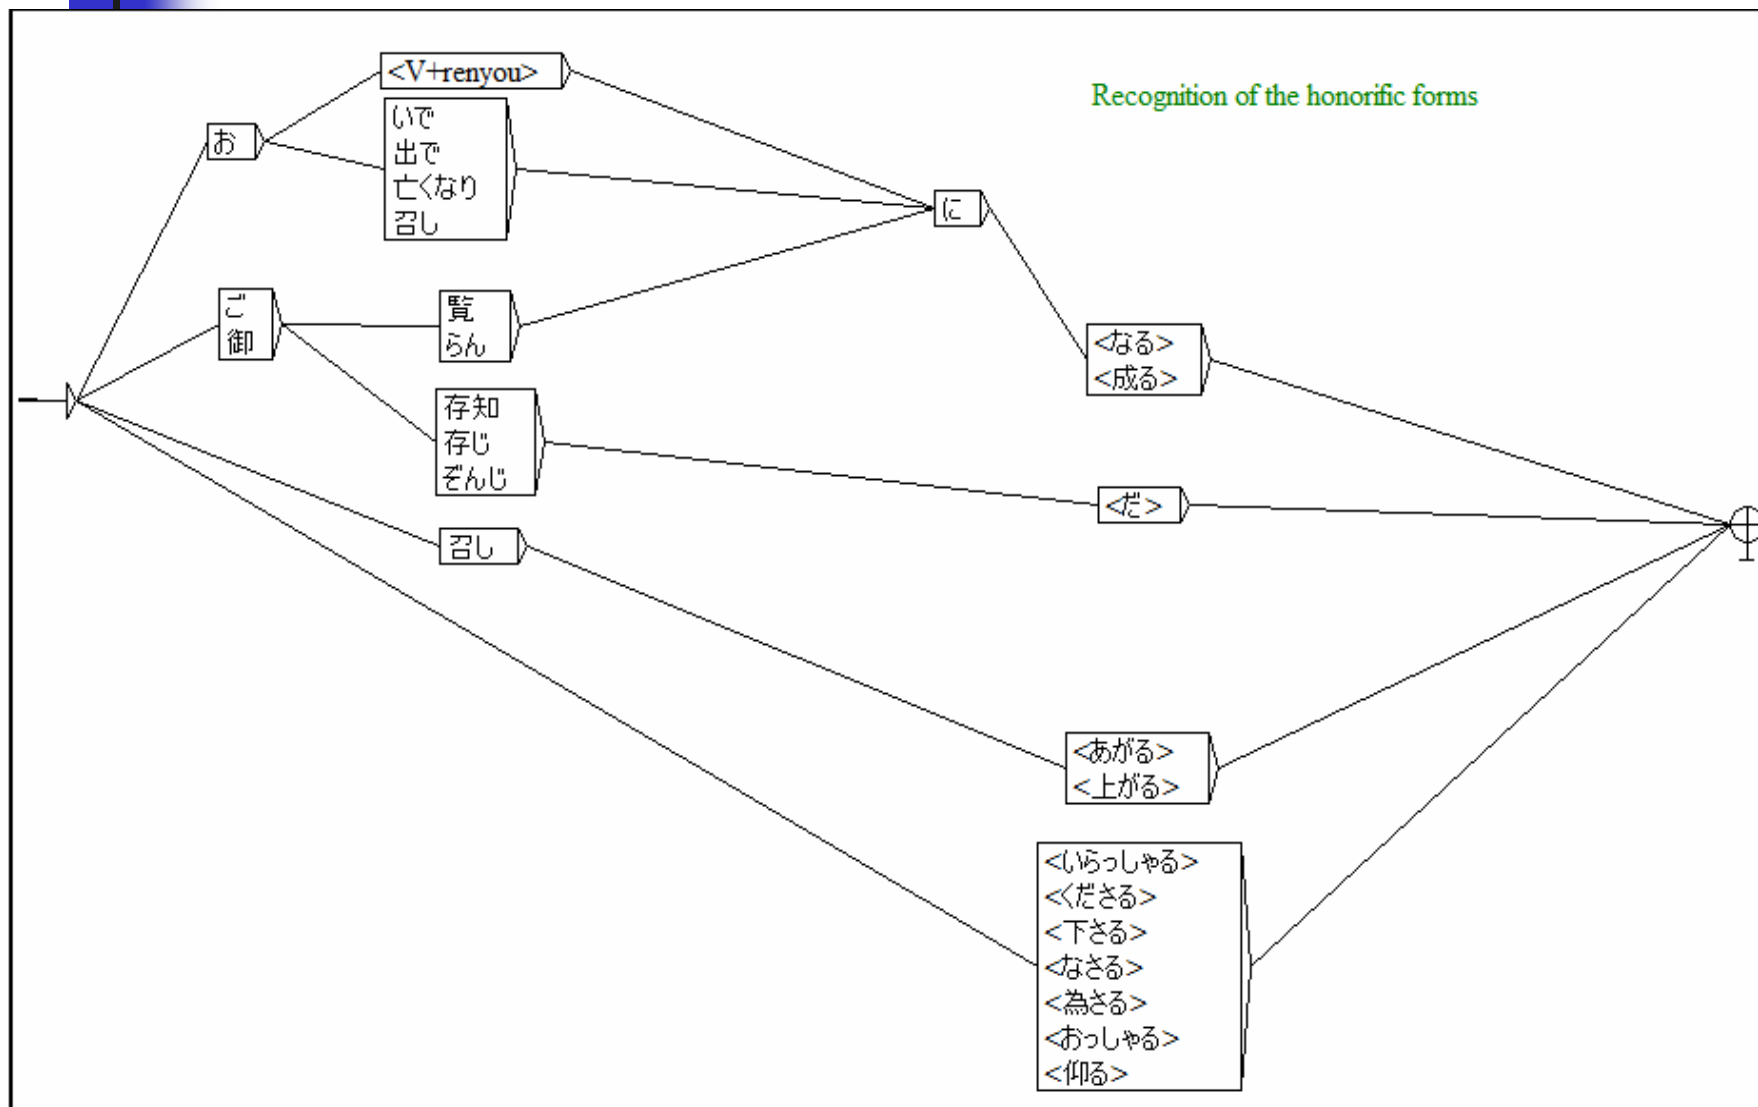 Recognition of the honorific forms
<V+renyou>
お
いで
出で
亡くなり
召し
に
ご
御
覧
らん
<なる>
<成る>
存知
存じ
ぞんじ
<だ>
召し
<あがる>
<上がる>
<いらっしゃる>
<くださる>
<下さる>
<なさる>
<為さる>
<おっしゃる>
<仰る>